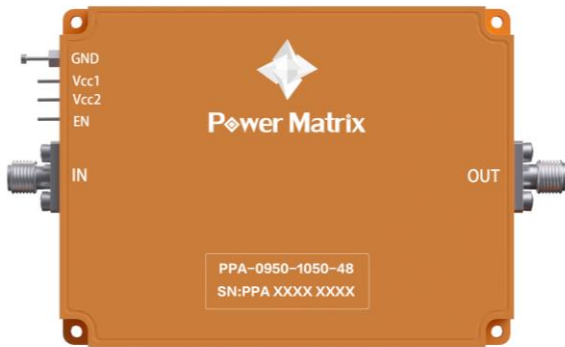 GND
Vcc1
Vcc2
EN
Power Matrix
IN
OUT
PPA-0950-1050-48
SN:PPA XXXX XXXX